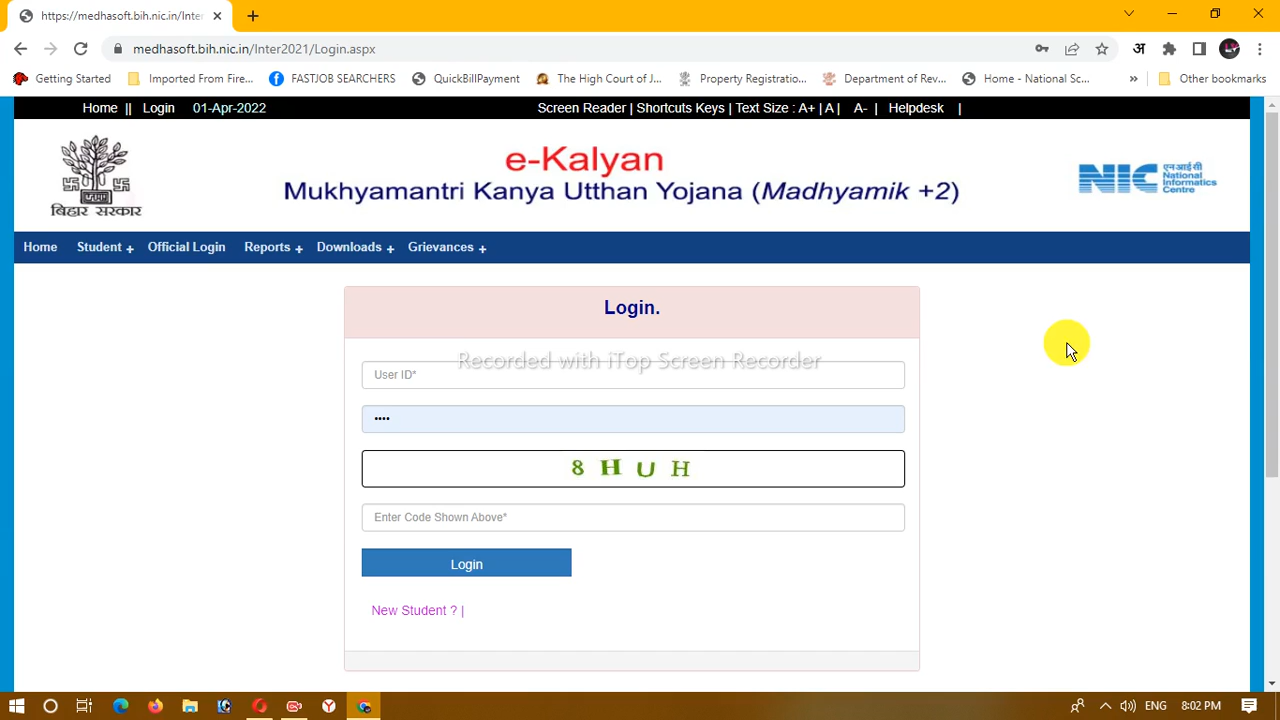 https://medhasoft.bih.nic.in/Inter
medhasoft.bih.nic.in/Inter2021/Login.aspx
अ
Getting Started Imported From Fire... FASTJOB SEARCHERS QuickBillPayment The High Court of J... Property Registratio... Department of Rev... Home - National Sc... » Other bookmarks
Home || Login 01-Apr-2022 Screen Reader | Shortcuts Keys | Text Size : A+ | A | A- | Helpdesk |
e-Kalyan
Mukhyamantri Kanya Utthan Yojana (Madhyamik +2)
बिहार सरकार
NIC एन आई सी
National
Informatics
Centre
Home Student + Official Login Reports + Downloads + Grievances +
Login.
Recorded with iTop Screen Recorder
User ID*
••••
8 H U H
Enter Code Shown Above*
Login
New Student ? |
ENG 8:02 PM